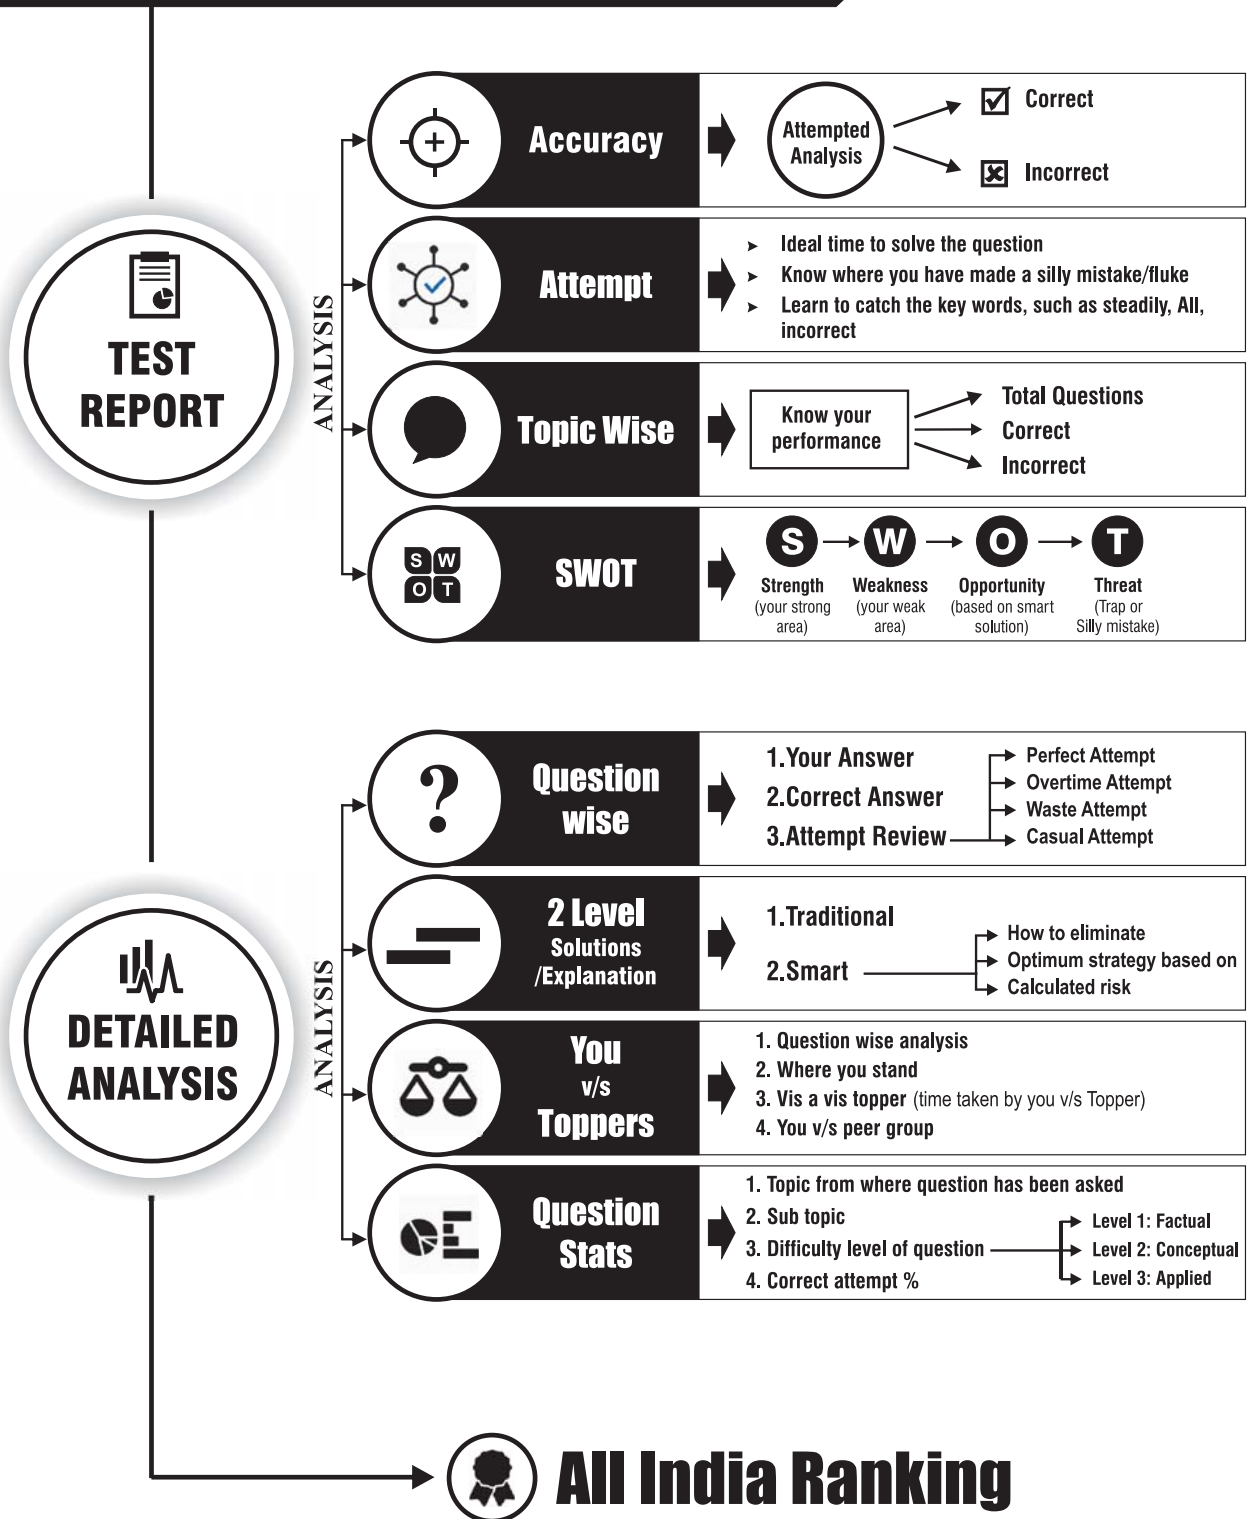 TEST
REPORT
ANALYSIS
Accuracy
Attempted
Analysis
Correct
Incorrect
Attempt
➤ Ideal time to solve the question
➤ Know where you have made a silly mistake/fluke
➤ Learn to catch the key words, such as steadily, All,
incorrect
Topic Wise
Know your
performance
Total Questions
Correct
Incorrect
S W
O T
SWOT
S W O T
Strength Weakness Opportunity Threat
(your strong (your weak (based on smart (Trap or
area) area) solution) Silly mistake)
DETAILED
ANALYSIS
ANALYSIS
?
Question
wise
1.Your Answer
2.Correct Answer
3.Attempt Review
Perfect Attempt
Overtime Attempt
Waste Attempt
Casual Attempt
2 Level
Solutions
/Explanation
1.Traditional
2.Smart
How to eliminate
Optimum strategy based on
Calculated risk
You
v/s
Toppers
1. Question wise analysis
2. Where you stand
3. Vis a vis topper (time taken by you v/s Topper)
4. You v/s peer group
Question
Stats
1. Topic from where question has been asked
2. Sub topic
3. Difficulty level of question
4. Correct attempt %
Level 1: Factual
Level 2: Conceptual
Level 3: Applied
All India Ranking